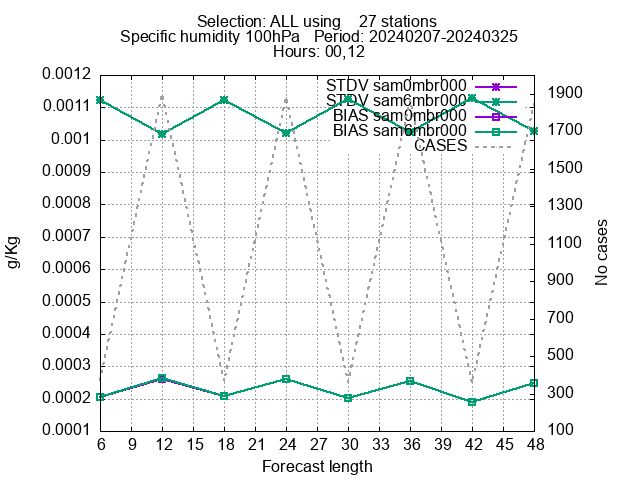 Selection: ALL using    27 stations
Specific humidity 100hPa   Period: 20240207-20240325
Hours: 00,12
STDV sam0mbr000
STDV sam6mbr000
BIAS sam0mbr000
BIAS sam6mbr000
CASES
0.0012
0.0011
0.001
0.0009
0.0008
0.0007
0.0006
0.0005
0.0004
0.0003
0.0002
0.0001
g/Kg
1900
1700
1500
1300
1100
900
700
500
300
100
No cases
6 9 12 15 18 21 24 27 30 33 36 39 42 45 48
Forecast length